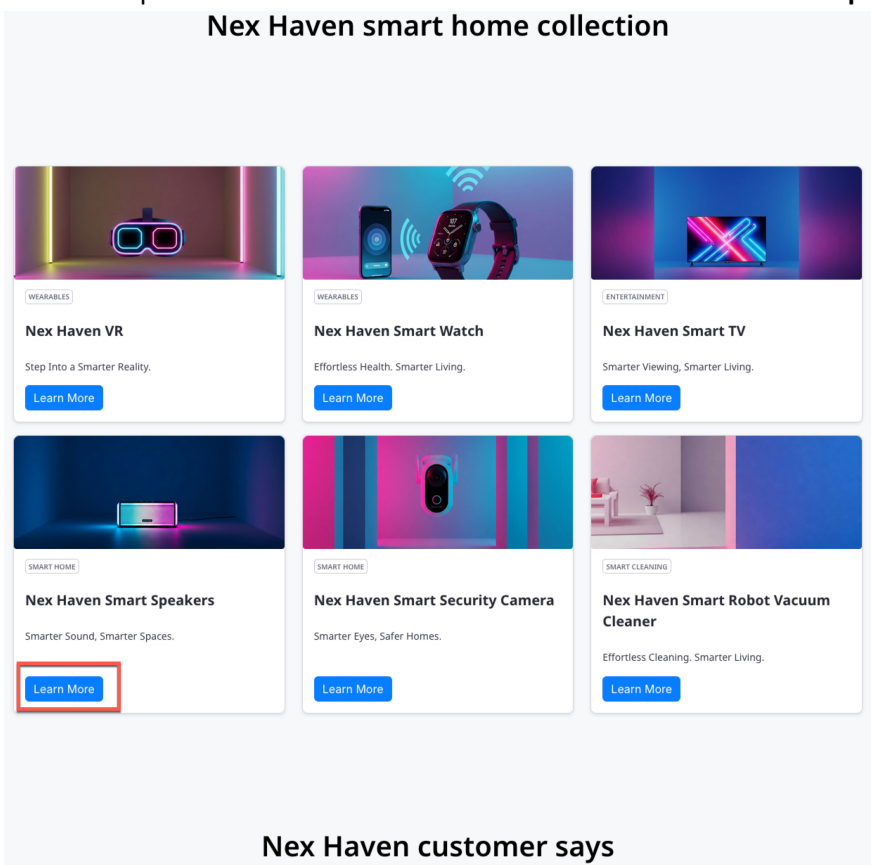 Nex Haven smart home collection
WEARABLES
Nex Haven VR
Step Into a Smarter Reality.
Learn More
WEARABLES
Nex Haven Smart Watch
Effortless Health. Smarter Living.
Learn More
ENTERTAINMENT
Nex Haven Smart TV
Smarter Viewing, Smarter Living.
Learn More
SMART HOME
Nex Haven Smart Speakers
Smarter Sound, Smarter Spaces.
Learn More
SMART HOME
Nex Haven Smart Security Camera
Smarter Eyes, Safer Homes.
Learn More
SMART CLEANING
Nex Haven Smart Robot Vacuum
Cleaner
Effortless Cleaning. Smarter Living.
Learn More
Nex Haven customer says